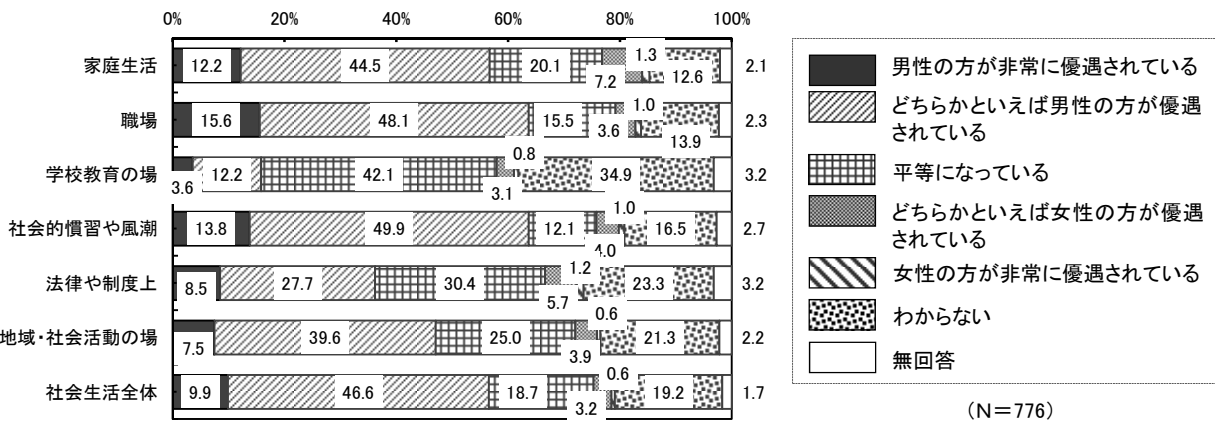 0% 20% 40% 60% 80% 100%
家庭生活 12.2 44.5 20.1 7.2 1.3 12.6 2.1
職場 15.6 48.1 15.5 3.6 1.0 13.9 2.3
学校教育の場 3.6 12.2 42.1 3.1 0.8 34.9 3.2
社会的慣習や風潮 13.8 49.9 12.1 4.0 1.0 16.5 2.7
法律や制度上 8.5 27.7 30.4 5.7 1.2 23.3 3.2
地域・社会活動の場 7.5 39.6 25.0 3.9 0.6 21.3 2.2
社会生活全体 9.9 46.6 18.7 3.2 0.6 19.2 1.7
男性の方が非常に優遇されている
どちらかといえば男性の方が優遇
されている
平等になっている
どちらかといえば女性の方が優遇
されている
女性の方が非常に優遇されている
わからない
無回答
(N=776)